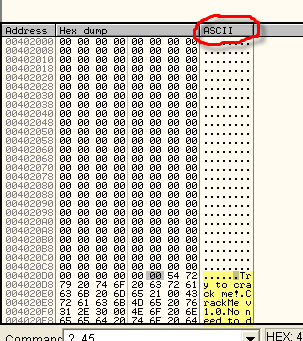 Address Hex dump ASCII
00402000 00 00 00 00 00 00 00 00 ........
00402008 00 00 00 00 00 00 00 00 ........
00402010 00 00 00 00 00 00 00 00 ........
00402018 00 00 00 00 00 00 00 00 ........
00402020 00 00 00 00 00 00 00 00 ........
00402028 00 00 00 00 00 00 00 00 ........
00402030 00 00 00 00 00 00 00 00 ........
00402038 00 00 00 00 00 00 00 00 ........
00402040 00 00 00 00 00 00 00 00 ........
00402048 00 00 00 00 00 00 00 00 ........
00402050 00 00 00 00 00 00 00 00 ........
00402058 00 00 00 00 00 00 00 00 ........
00402060 00 00 00 00 00 00 00 00 ........
00402068 00 00 00 00 00 00 00 00 ........
00402070 00 00 00 00 00 00 00 00 ........
00402078 00 00 00 00 00 00 00 00 ........
00402080 00 00 00 00 00 00 00 00 ........
00402088 00 00 00 00 00 00 00 00 ........
00402090 00 00 00 00 00 00 00 00 ........
00402098 00 00 00 00 00 00 00 00 ........
004020A0 00 00 00 00 00 00 00 00 ........
004020A8 00 00 00 00 00 00 00 00 ........
004020B0 00 00 00 00 00 00 00 00 ........
004020B8 00 00 00 00 00 00 00 00 ........
004020C0 00 00 00 00 00 00 00 00 ........
004020C8 00 00 00 00 00 00 00 00 ........
004020D0 00 00 00 00 00 00 54 72 ......Tr
004020D8 79 20 74 6F 20 63 72 61 y to cra
004020E0 63 6B 20 6D 65 21 00 43 ck me!.C
004020E8 72 61 63 6B 4D 65 20 76 rackMe v
004020F0 31 2E 30 00 4E 6F 20 6E 1.0.No n
004020F8 65 65 64 20 74 6F 20 64 eed to d
Command ? 45 HEX: 4